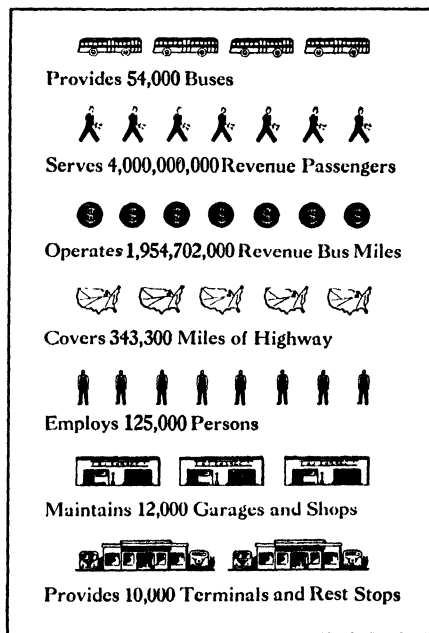 Provides 54,000 Buses
Serves 4,000,000,000 Revenue Passengers
Operates 1,954,702,000 Revenue Bus Miles
Covers 343,300 Miles of Highway
Employs 125,000 Persons
Maintains 12,000 Garages and Shops
Provides 10,000 Terminals and Rest Stops